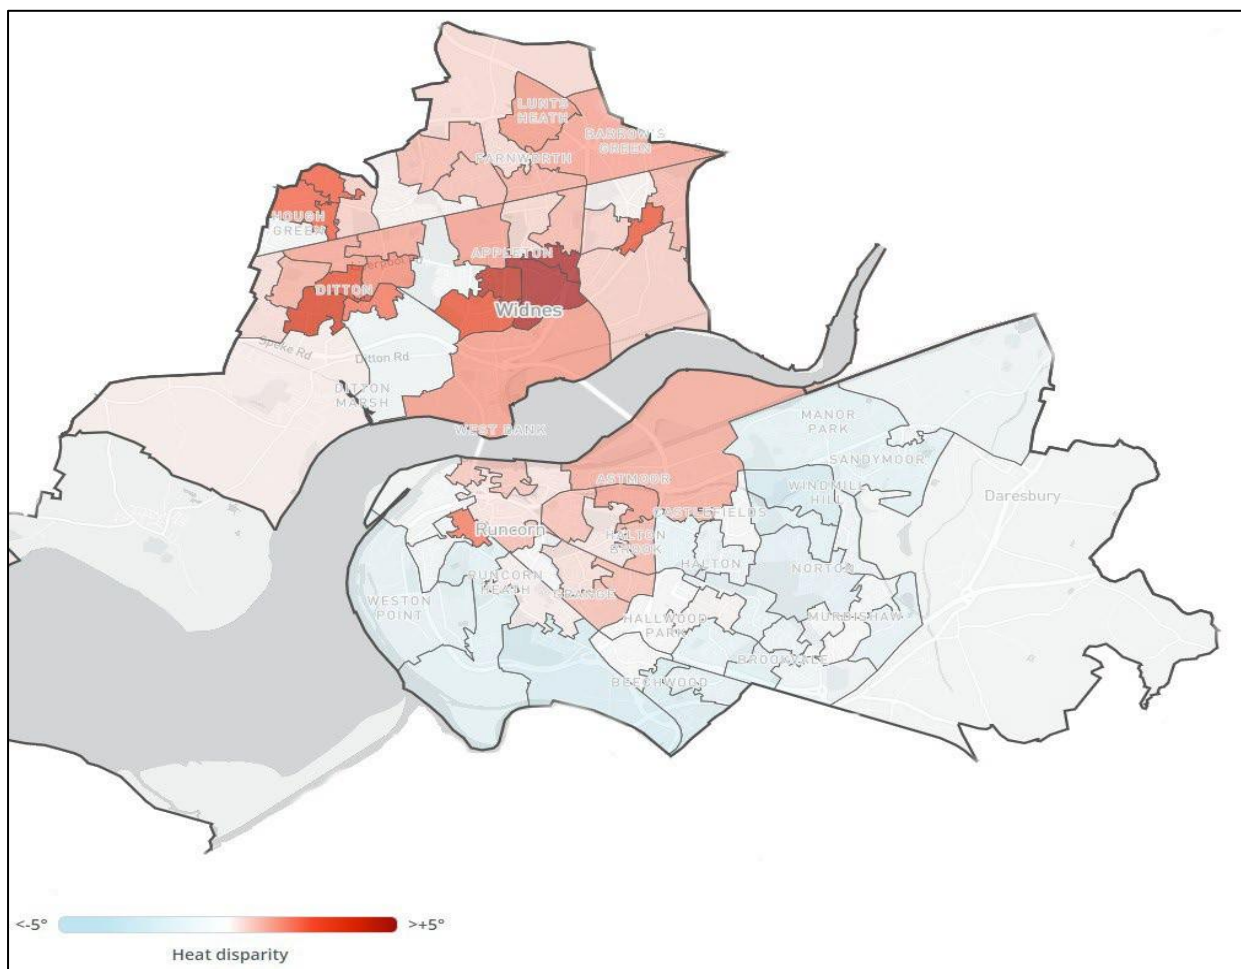 LUNTS
HEATH
BARROW'S
GREEN
FARNWORTH
HOUGH
GREEN
APPLETON
DITTON
Widnes
Speke Rd
Ditton Rd
DITTON
MARSH
WEST BANK
MANOR
PARK
SANDYMOOR
ASTMOOR
WINDMILL
HILL
Daresbury
CASTLEFIELDS
Runcorn
HALTON
BROOK
HALTON
NORTON
RUNCORN
HEATH
GRANGE
WESTON
POINT
HALLWOOD
PARK
MURDISHAW
BROOKVALE
BEECHWOOD
<-5°
>+5°
Heat disparity